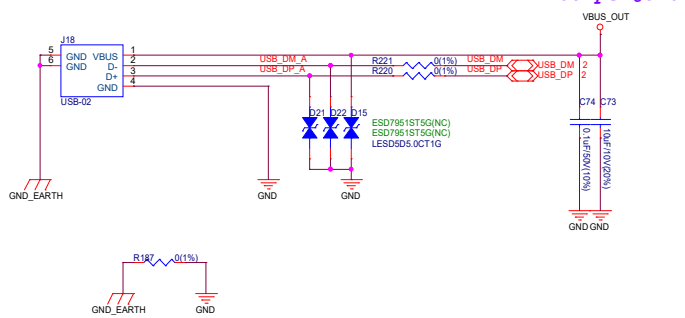 VBUS_OUT
J18
5
GND VBUS
1
6
GND D-
2
D+
3
GND
4
USB-02
USB_DM_A
R221
0(1%)
USB_DM
USB_DM 2
USB_DP_A
R220
0(1%)
USB_DP
USB_DP 2
D21
D22
D15
ESD7951ST5G(NC)
ESD7951ST5G(NC)
LESD5D5.0CT1G
C74
C73
0.1uF/50V(10%)
10uF/10V(20%)
GND_EARTH
GND
GND
GND
GND
R187
0(1%)
GND_EARTH
GND